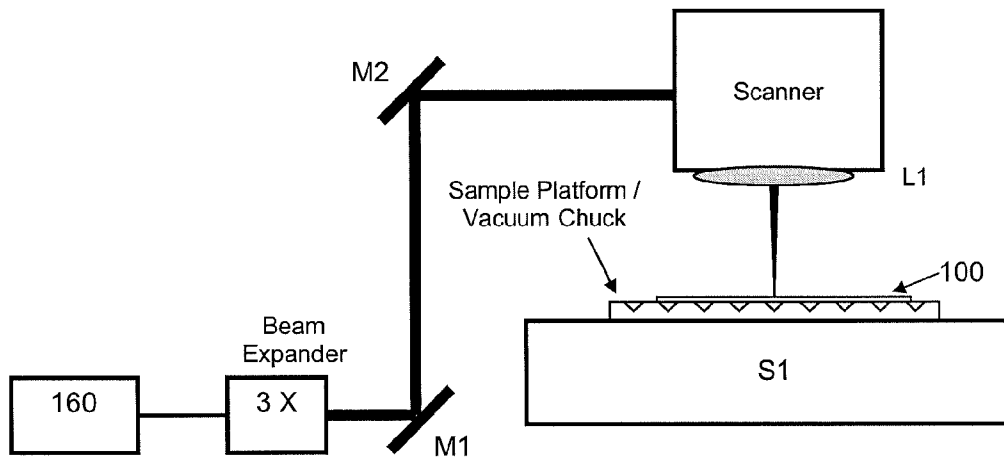 M2
Scanner
L1
Sample Platform /
Vacuum Chuck
100
Beam
Expander
160
3 X
M1
S1